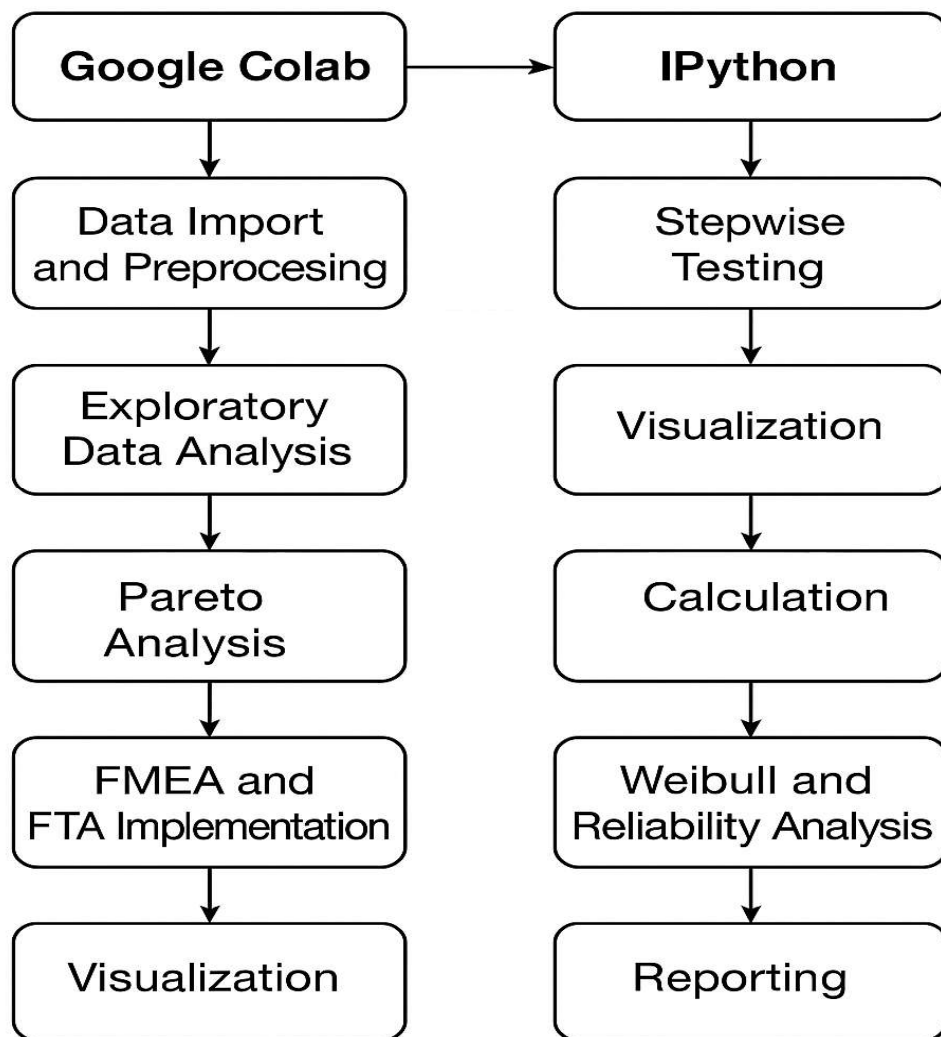 Google Colab
IPython
Data Import
and Preprocesing
Stepwise
Testing
Exploratory
Data Analysis
Visualization
Pareto
Analysis
Calculation
FMEA and
FTA Implementation
Weibull and
Reliability Analysis
Visualization
Reporting